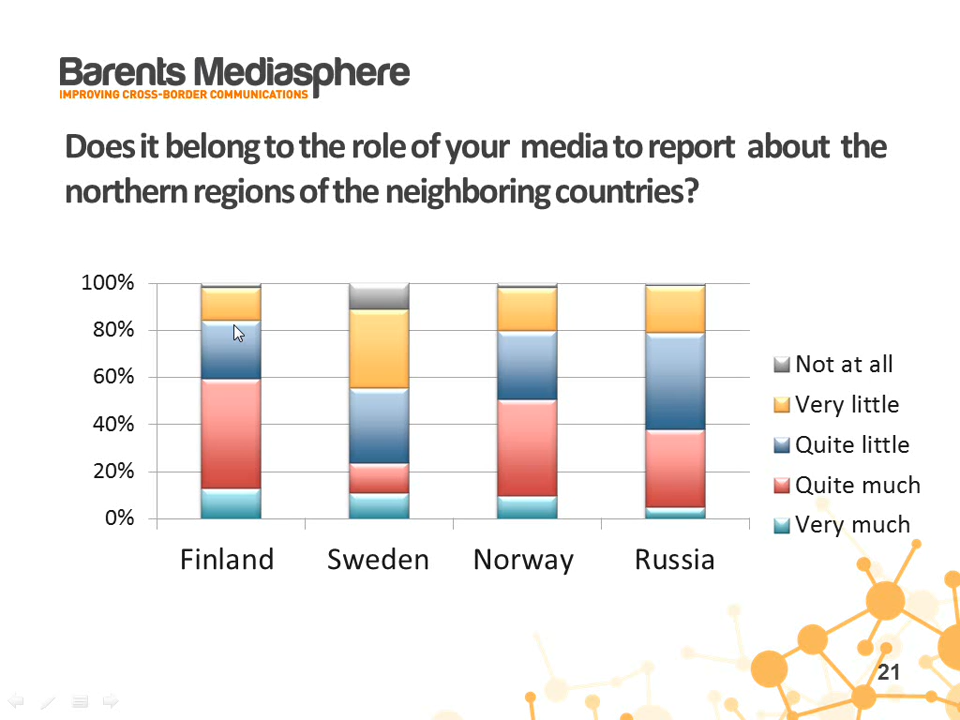 Barents Mediasphere
IMPROVING CROSS-BORDER COMMUNICATIONS
Does it belong to the role of your media to report about the
northern regions of the neighboring countries?
100%
80%
60%
40%
20%
0%
Finland Sweden Norway Russia
Not at all
Very little
Quite little
Quite much
Very much
21